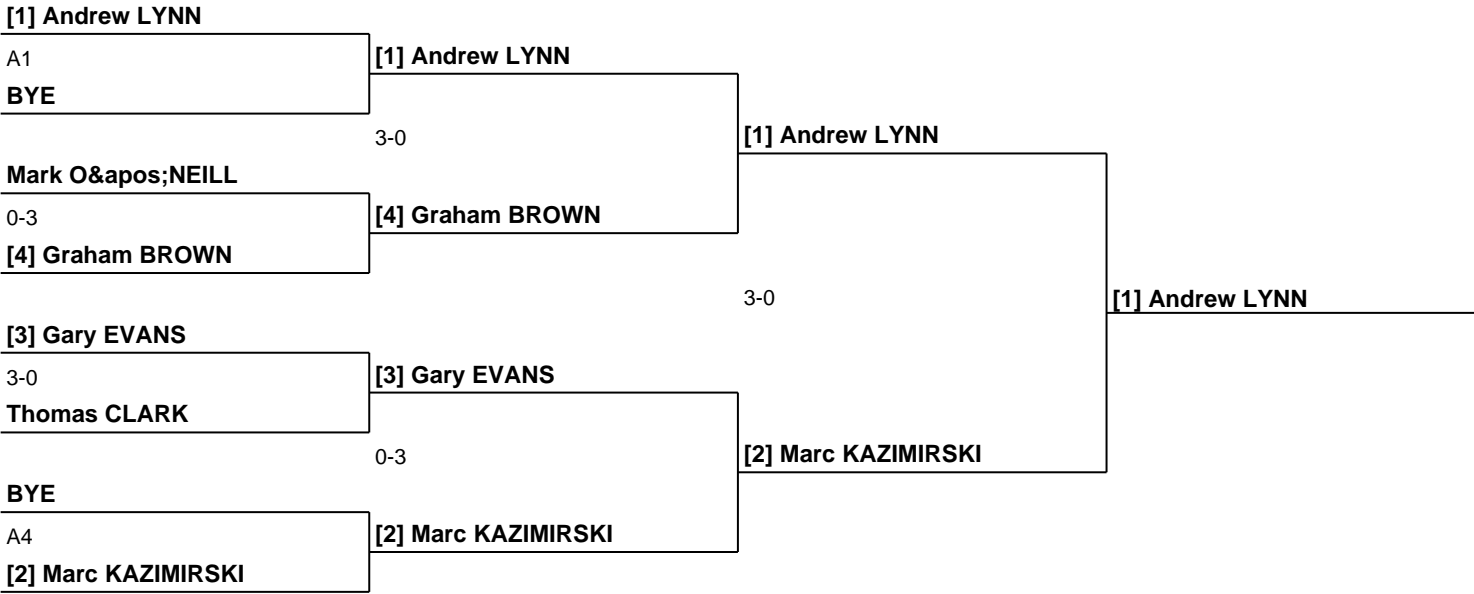 [1] Andrew LYNN
A1
[1] Andrew LYNN
BYE
3-0
[1] Andrew LYNN
Mark O&apos;NEILL
0-3
[4] Graham BROWN
[4] Graham BROWN
3-0
[1] Andrew LYNN
[3] Gary EVANS
3-0
[3] Gary EVANS
Thomas CLARK
0-3
[2] Marc KAZIMIRSKI
BYE
A4
[2] Marc KAZIMIRSKI
[2] Marc KAZIMIRSKI